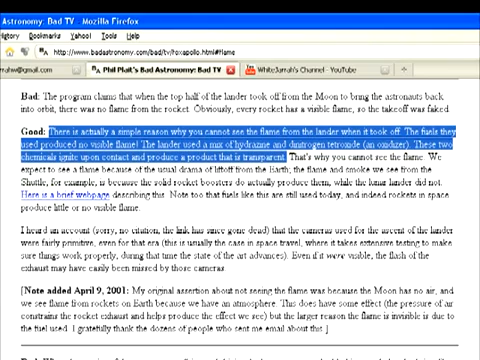 Astronomy: Bad TV - Mozilla Firefox
History Bookmarks Yahoo! Tools Help
http://www.badastronomy.com/bad/tv/foxapollo.html#flame
rrahw@gmail.com Phil Plait's Bad Astronomy: Bad TV WhiteJarrah's Channel - YouTube
Bad: The program claims that when the top half of the lander took off from the Moon to bring the astronauts back
into orbit, there was no flame from the rocket. Obviously, every rocket has a visible flame, so the takeoff was faked.
Good: There is actually a simple reason why you cannot see the flame from the lander when it took off. The fuels they
used produced no visible flame! The lander used a mix of hydrazine and dinitrogen tetroxide (an oxidizer). These two
chemicals ignite upon contact and produce a product that is transparent. That's why you cannot see the flame. We
expect to see a flame because of the usual drama of liftoff from the Earth; the flame and smoke we see from the
Shuttle, for example, is because the solid rocket boosters do actually produce them, while the lunar lander did not.
Here is a brief webpage describing this. Note too that fuels like this are still used today, and indeed rockets in space
produce little or no visible flame.
I heard an account (sorry, no citation, the link has since gone dead) that the cameras used for the ascent of the lander
were fairly primitive, even for that era (this is usually the case in space travel, where it takes extensive testing to make
sure things work properly, during that time the state of the art advances). Even if it were visible, the flash of the
exhaust may have easily been missed by those cameras.
[Note added April 9, 2001: My original assertion about not seeing the flame was because the Moon has no air, and
we see flame from rockets on Earth because we have an atmosphere. This does have some effect (the pressure of air
constrains the rocket exhaust and helps produce the effect we see) but the larger reason the flame is invisible is due to
the fuel used. I gratefully thank the dozens of people who sent me email about this.]